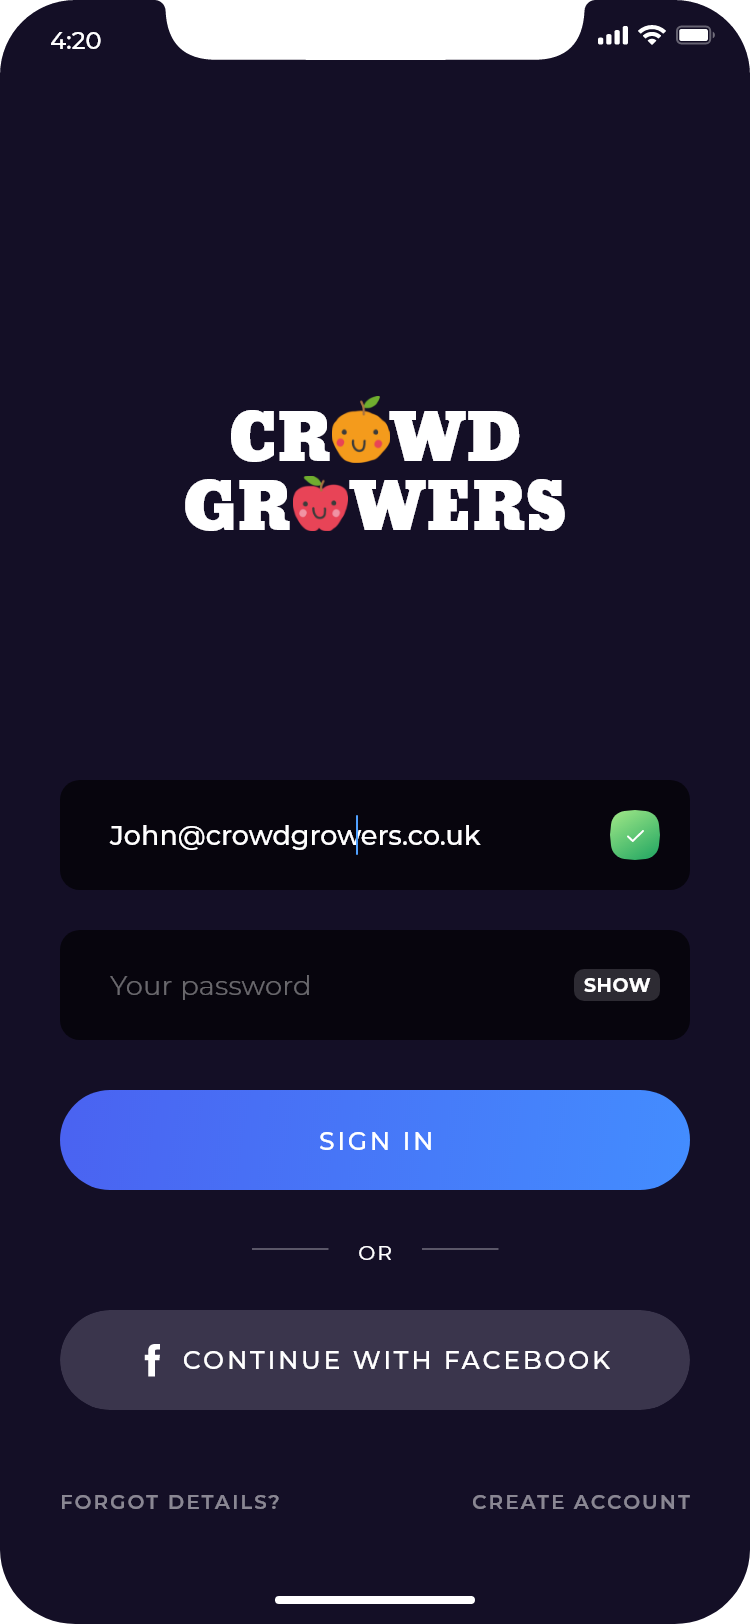 4:20
CROWD
GROWERS
John@crowdgrowers.co.uk
Your password
SHOW
SIGN IN
OR
CONTINUE WITH FACEBOOK
FORGOT DETAILS?
CREATE ACCOUNT